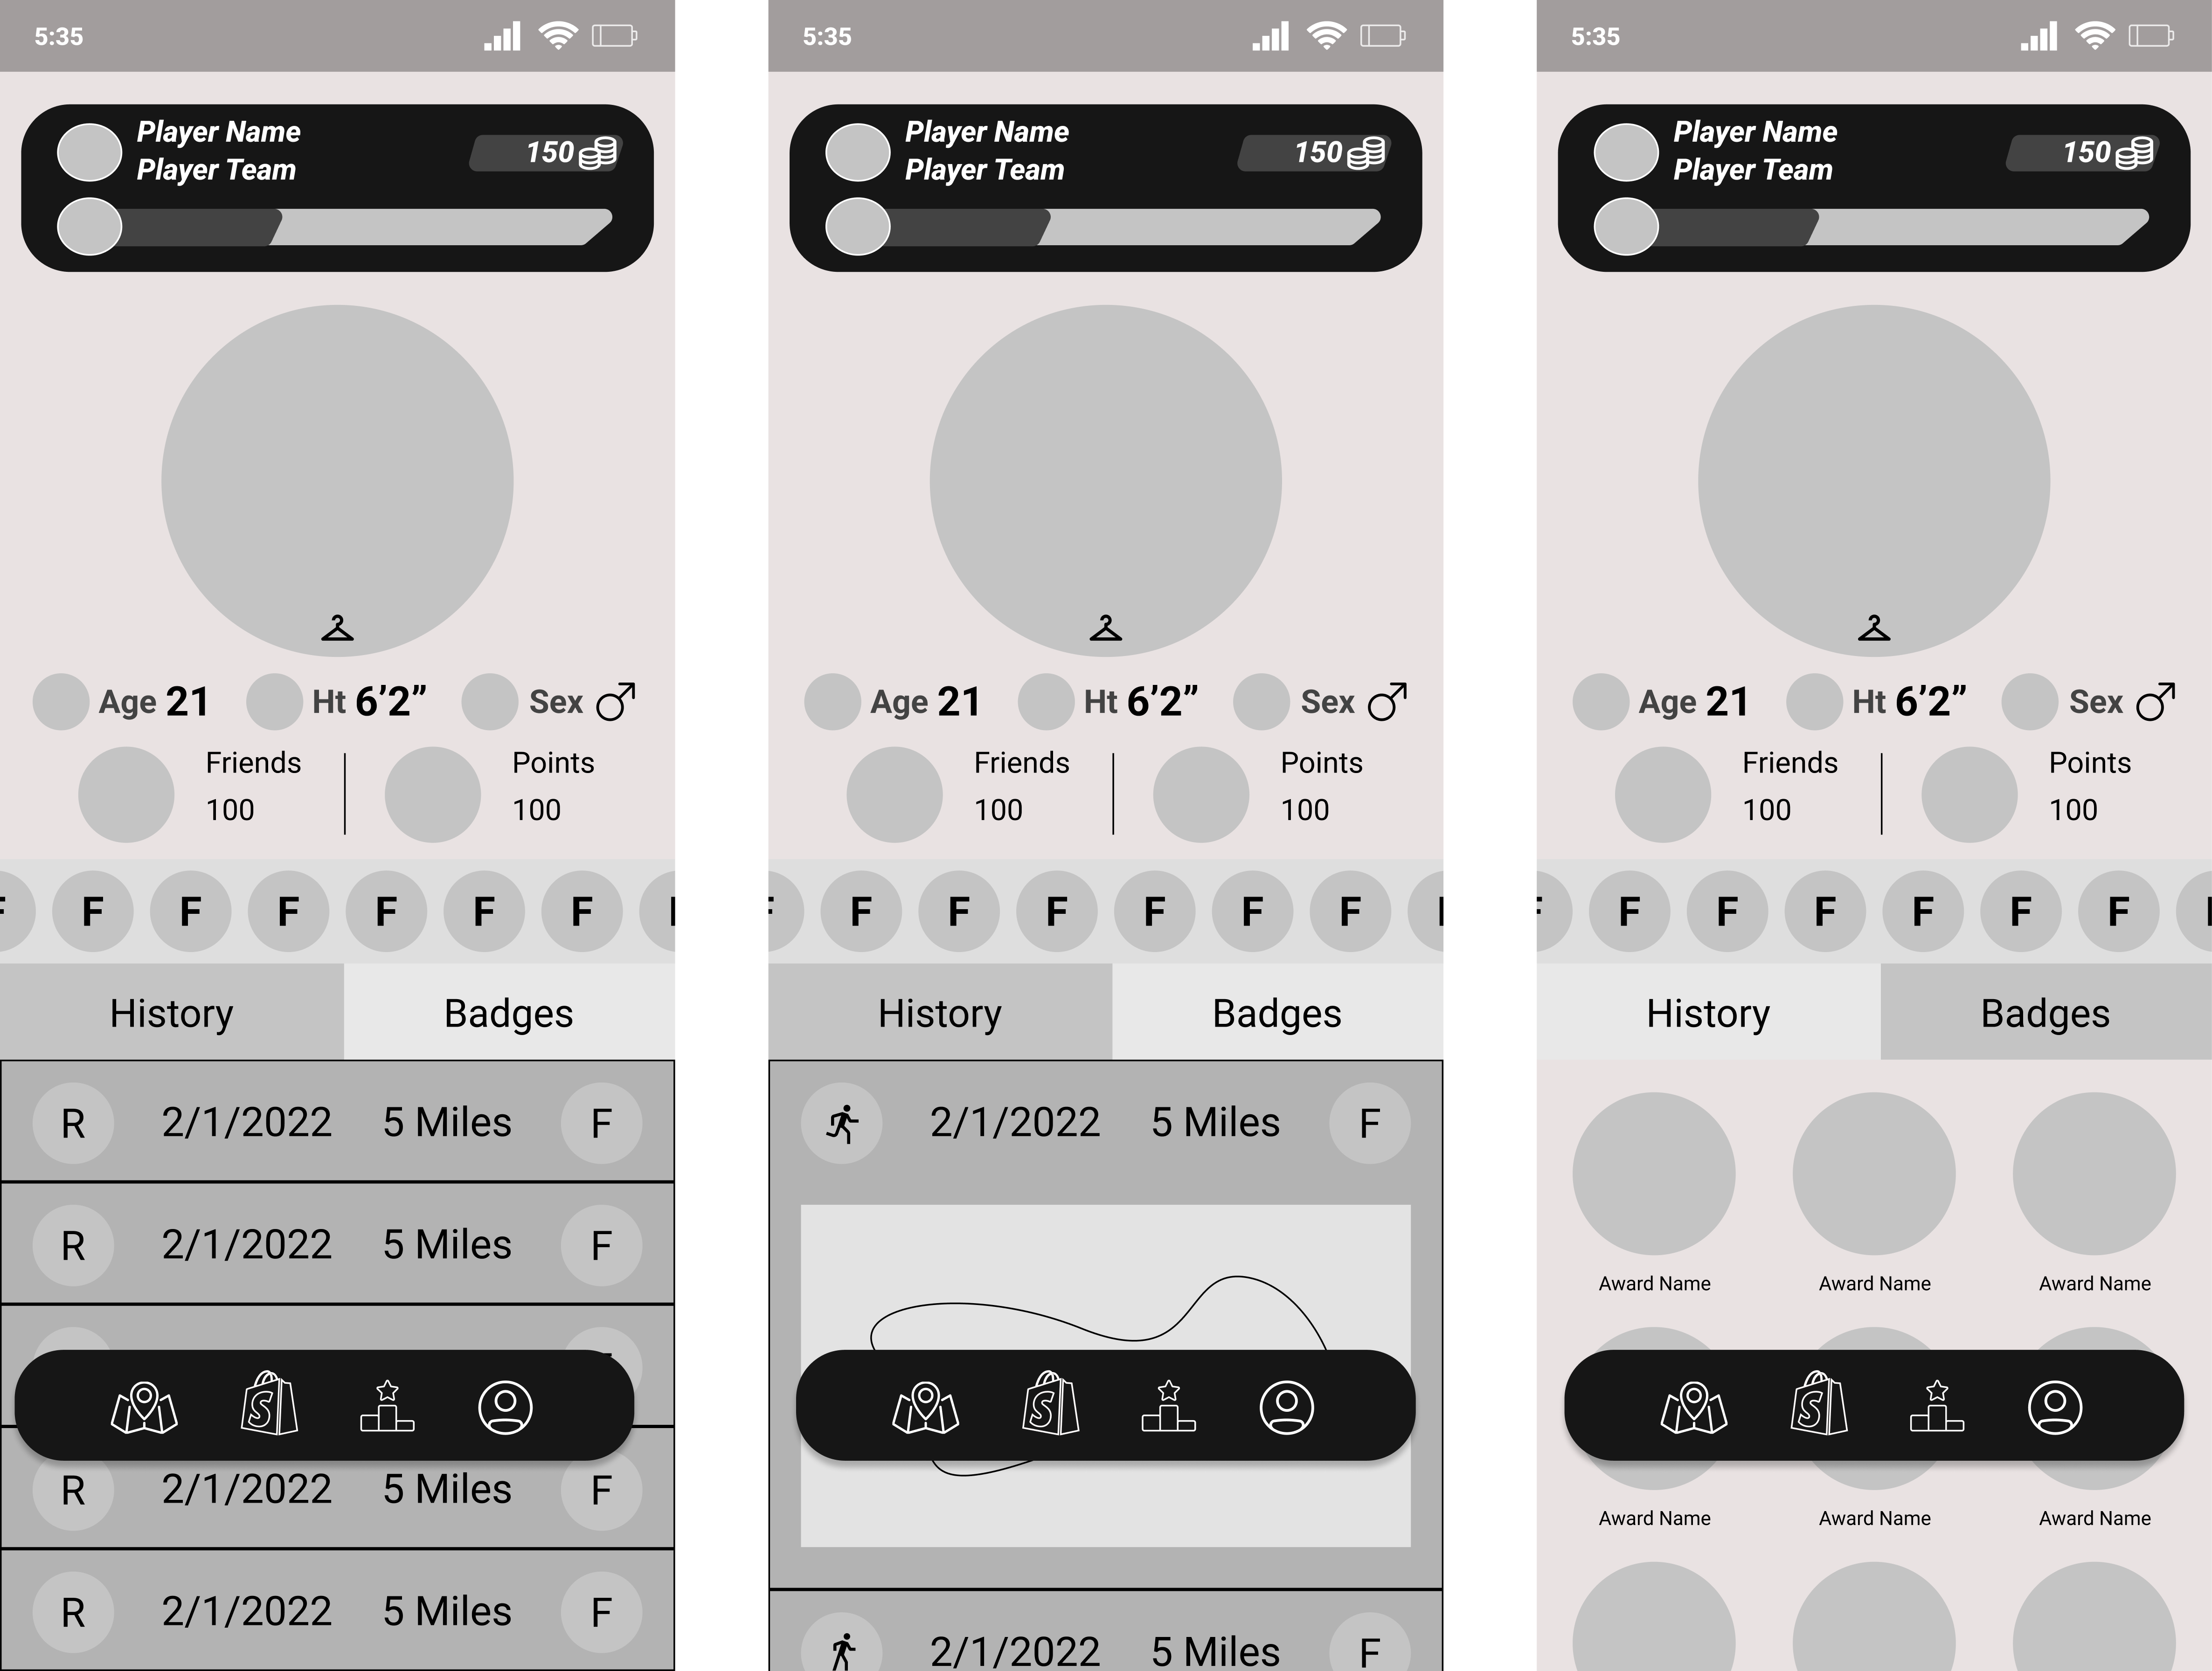 5:35
Player Name
Player Team
150
Age 21 Ht 6’2” Sex
Friends
100
Points
100
F F F F F F F
History Badges
R 2/1/2022 5 Miles F
R 2/1/2022 5 Miles F
R 2/1/2022 5 Miles F
R 2/1/2022 5 Miles F
5:35
Player Name
Player Team
150
Age 21 Ht 6’2” Sex
Friends
100
Points
100
F F F F F F F
History Badges
2/1/2022 5 Miles F
2/1/2022 5 Miles F
5:35
Player Name
Player Team
150
Age 21 Ht 6’2” Sex
Friends
100
Points
100
F F F F F F F
History Badges
Award Name Award Name Award Name
Award Name Award Name Award Name